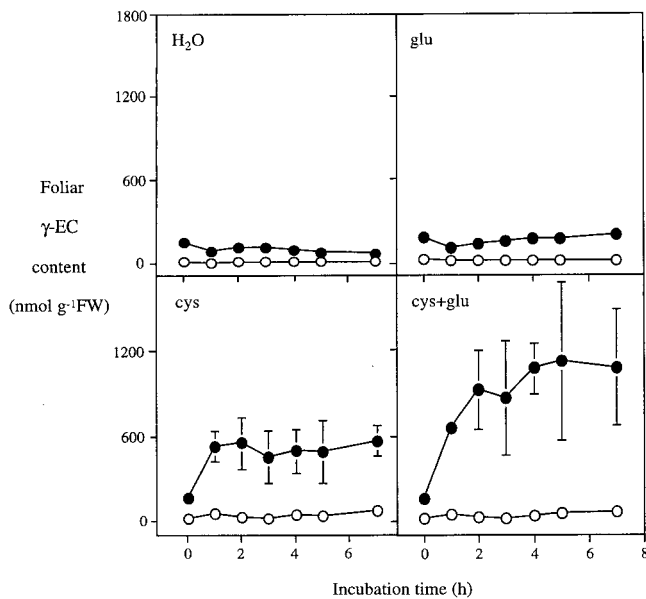 1800
H₂O
glu
1200
600
Foliar
γ-EC
content
(nmol g⁻¹FW)
0
cys
cys+glu
1200
600
0
0 2 4 6 0 2 4 6 8
Incubation time (h)